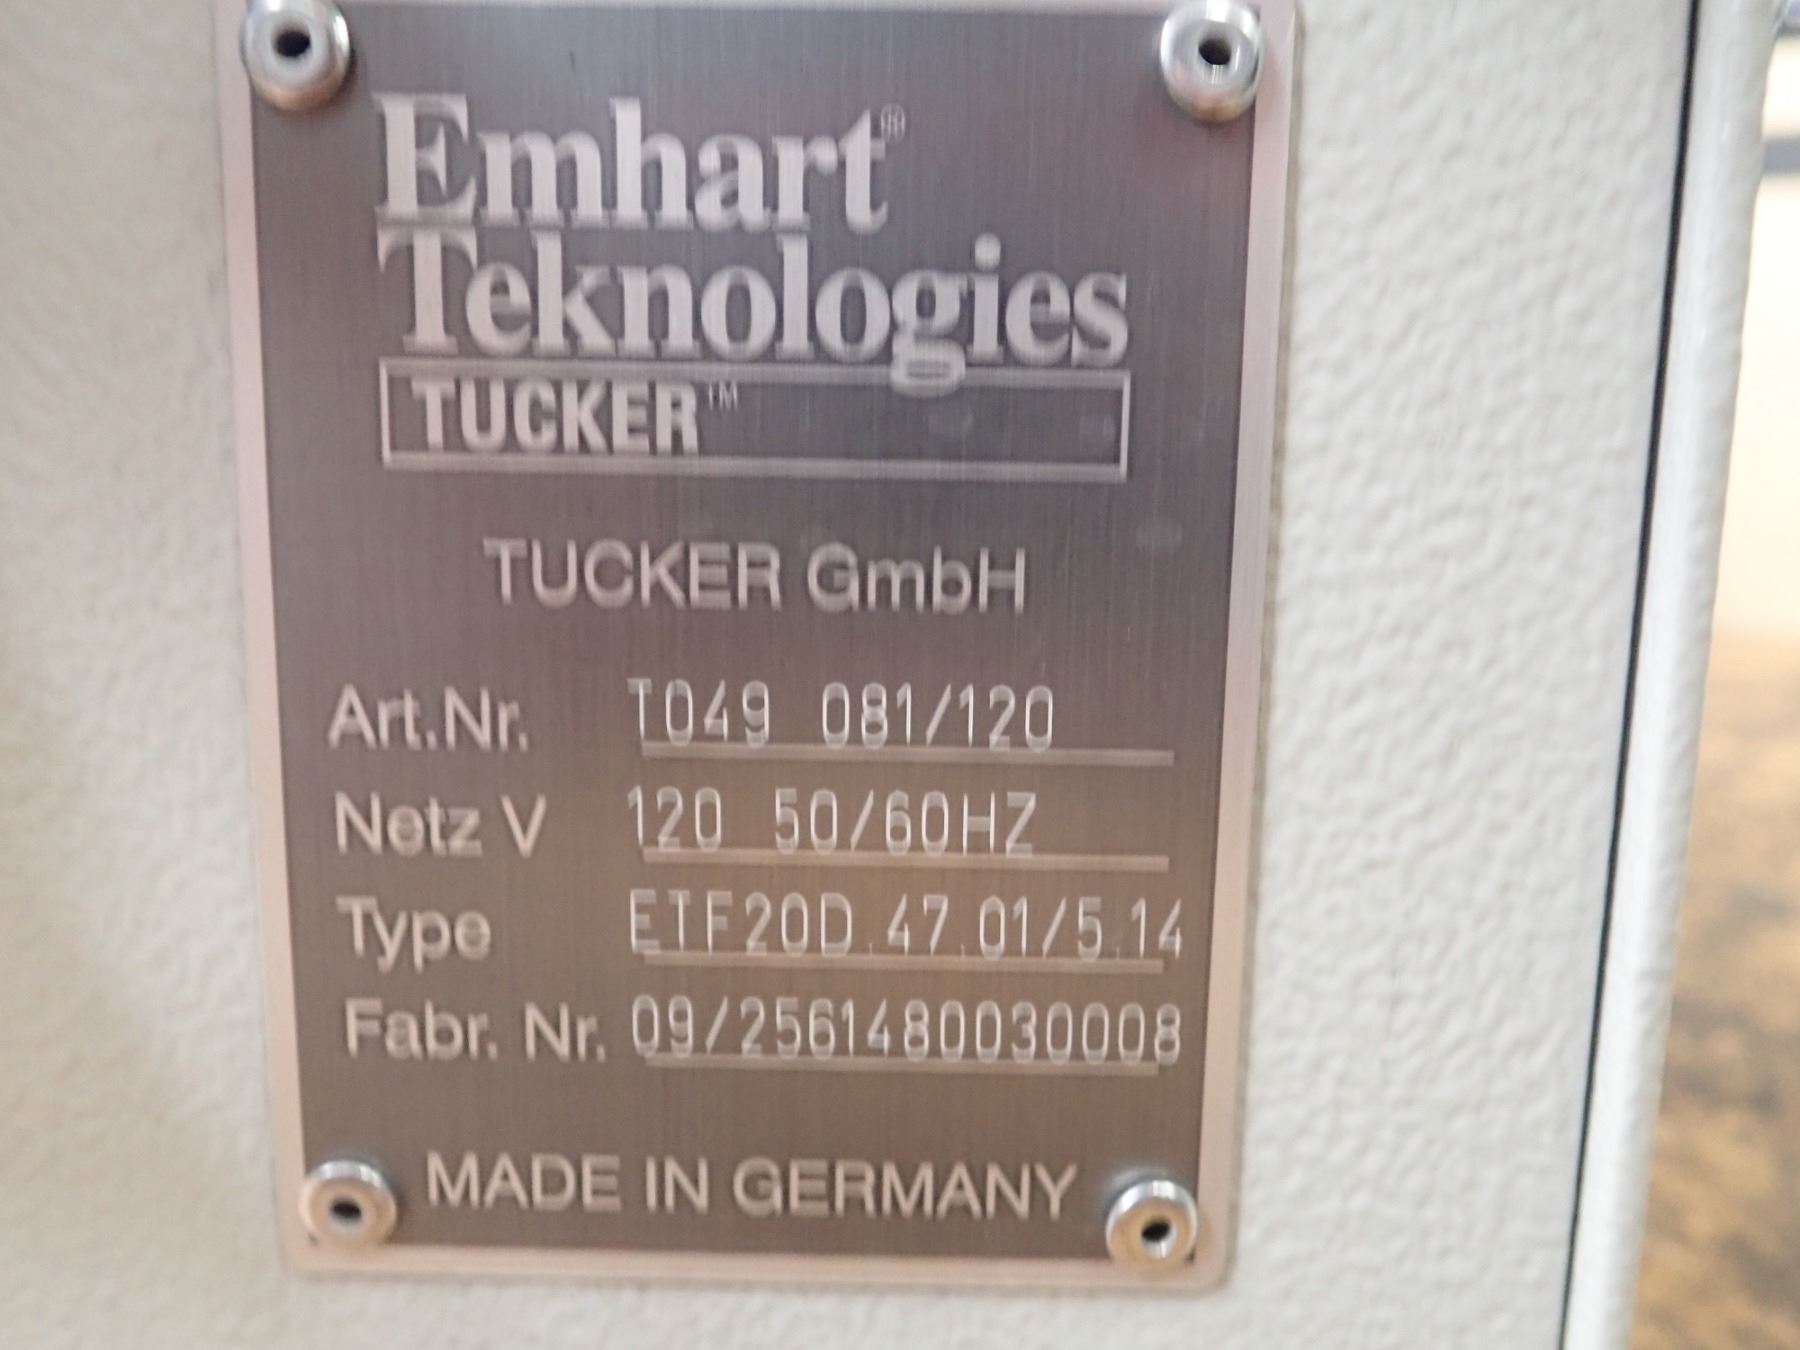 Emhart®
Teknologies
TUCKER™
TUCKER GmbH
Art.Nr. T049 081/120
Netz V 120 50/60HZ
Type ETF20D.47.01/5.14
Fabr. Nr. 09/2561480030008
MADE IN GERMANY